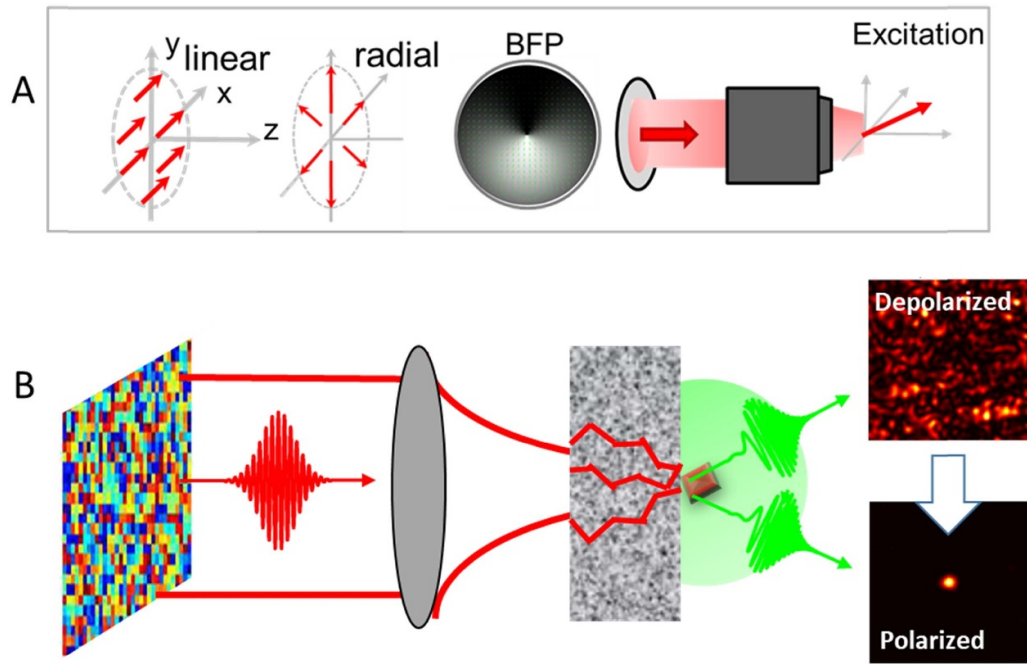 A
y
linear
x
z
radial
BFP
Excitation
B
Depolarized
Polarized